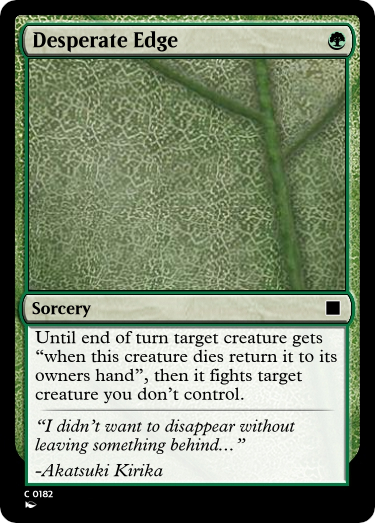 Desperate Edge
Sorcery
Until end of turn target creature gets
“when this creature dies return it to its
owners hand”, then it fights target
creature you don’t control.
“I didn’t want to disappear without
leaving something behind…”
-Akatsuki Kirika
C 0182